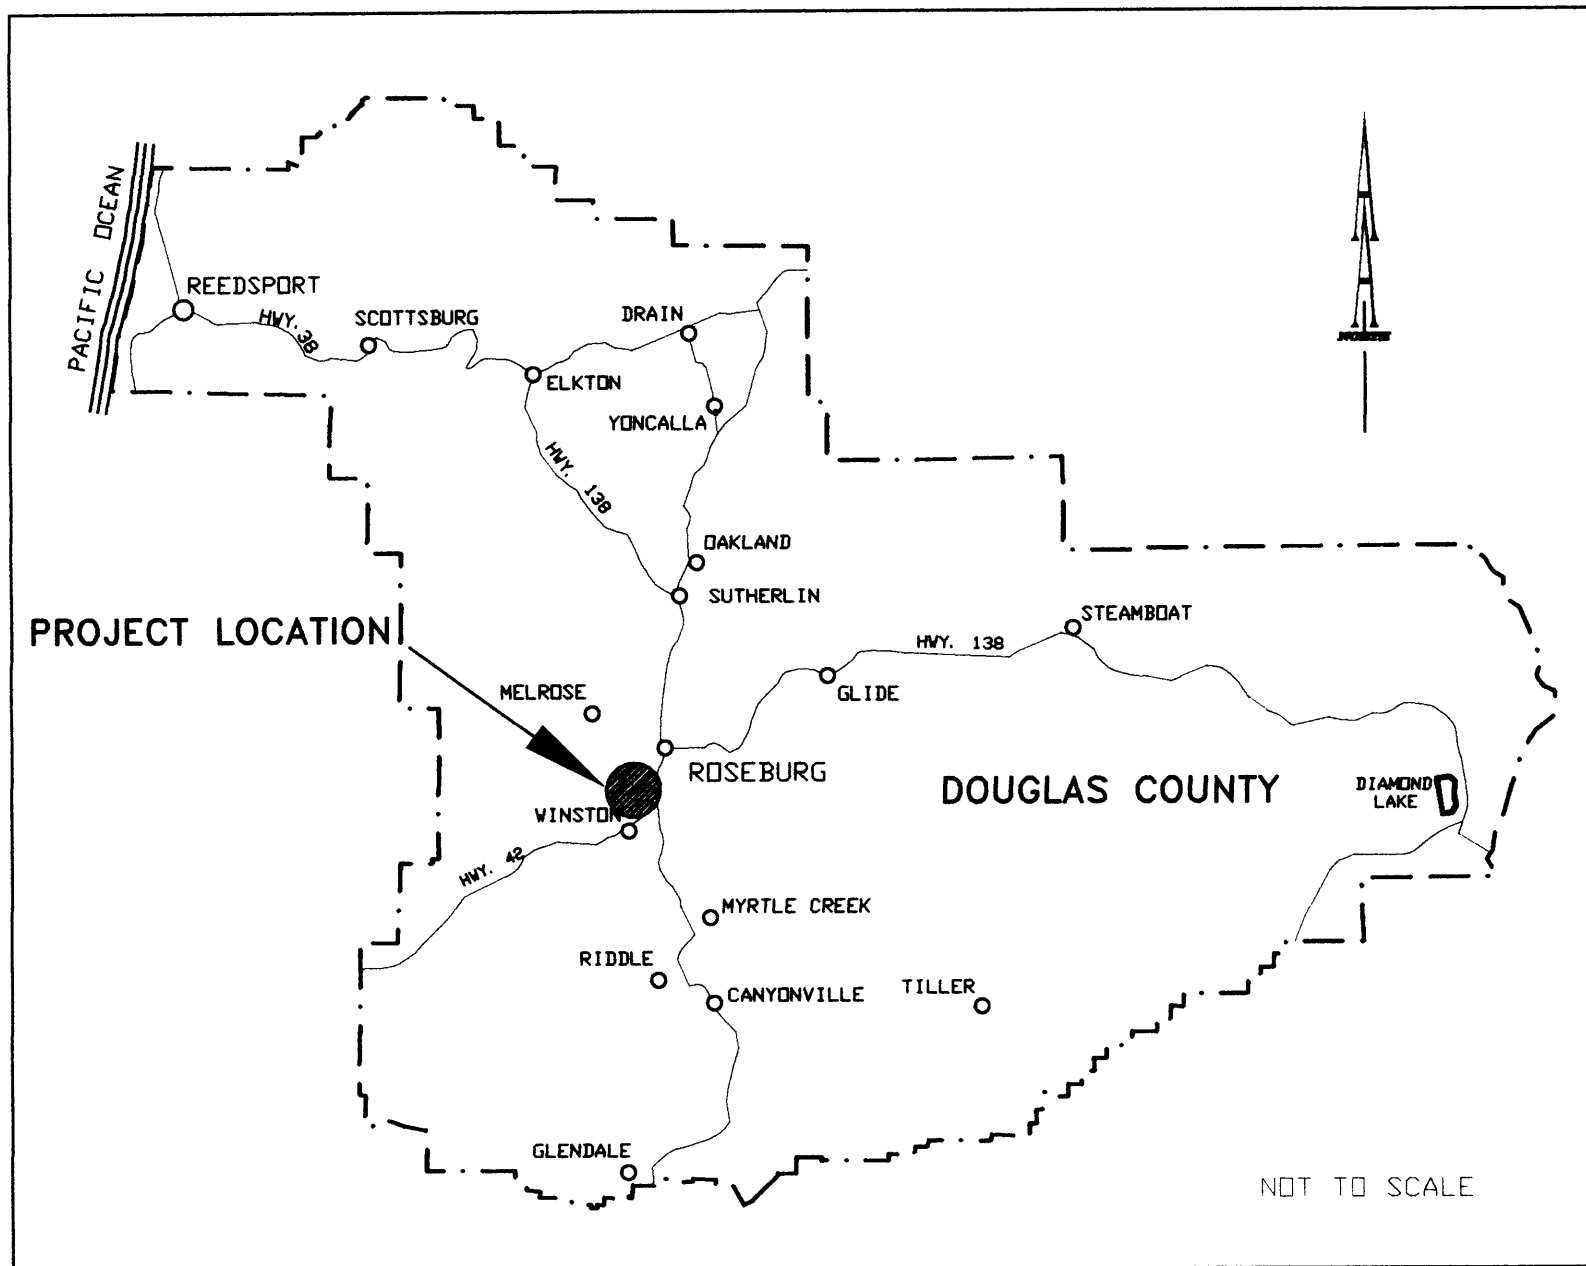 PACIFIC OCEAN
REEDSPORT
HWY. 38
SCOTTSBURG
DRAIN
NORTH
ELKTON
YONCALLA
HWY. 138
OAKLAND
SUTHERLIN
STEAMBOAT
PROJECT LOCATION
HWY. 138
MELROSE
GLIDE
ROSEBURG
DOUGLAS COUNTY
DIAMOND
LAKE
WINSTON
HWY. 42
MYRTLE CREEK
RIDDLE
CANYONVILLE
TILLER
GLENDALE
NOT TO SCALE